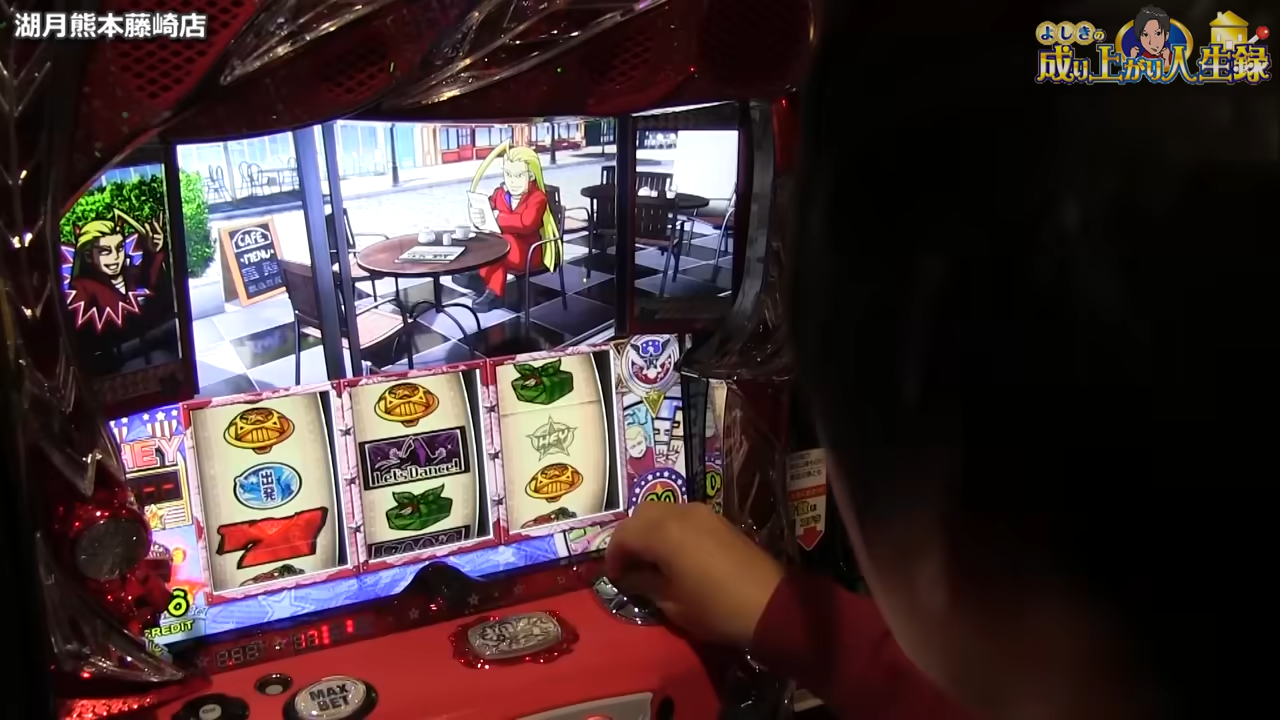 湖月熊本藤崎店
よしきの
成り上がり人生録
CAFE
MENU
HEY
出発
Let's Dance!
HEY
CREDIT
MAX
BET